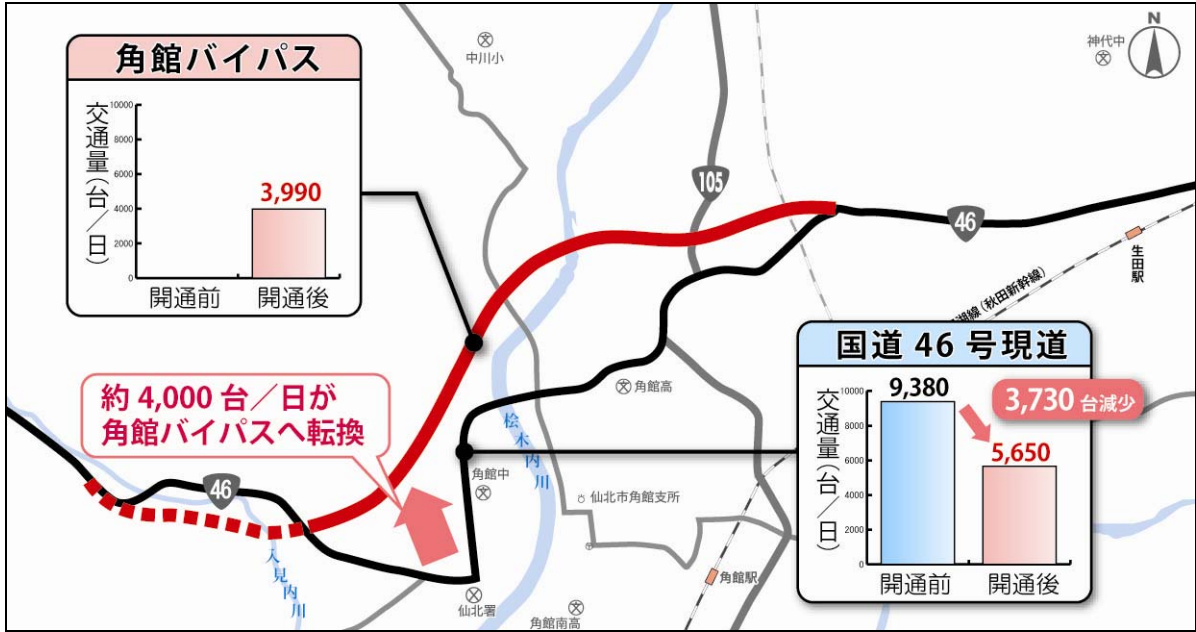 角館バイパス
交通量(台/日)
10000
8000
6000
4000
2000
0
3,990
開通前
開通後
中川小
神代中
N
105
46
生田駅
湖線(秋田新幹線)
約 4,000 台/日が
角館バイパスへ転換
46
入見内川
桧木内川
角館高
角館中
仙北市角館支所
仙北署
角館南高
角館駅
国道 46 号現道
交通量(台/日)
10000
8000
6000
4000
2000
0
9,380
3,730 台減少
5,650
開通前
開通後